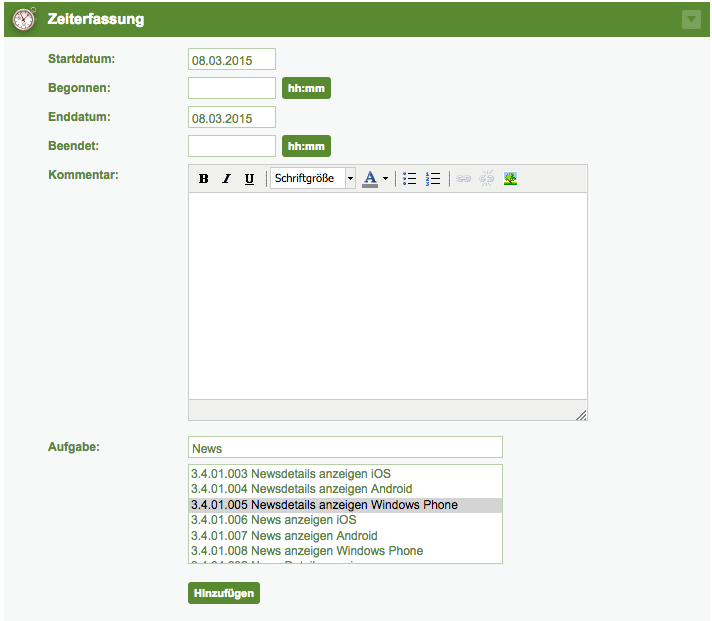 Zeiterfassung
Startdatum: 08.03.2015
Begonnen: hh:mm
Enddatum: 08.03.2015
Beendet: hh:mm
Kommentar: B I U Schriftgröße A
Aufgabe: News
3.4.01.003 Newsdetails anzeigen iOS
3.4.01.004 Newsdetails anzeigen Android
3.4.01.005 Newsdetails anzeigen Windows Phone
3.4.01.006 News anzeigen iOS
3.4.01.007 News anzeigen Android
3.4.01.008 News anzeigen Windows Phone
Hinzufügen